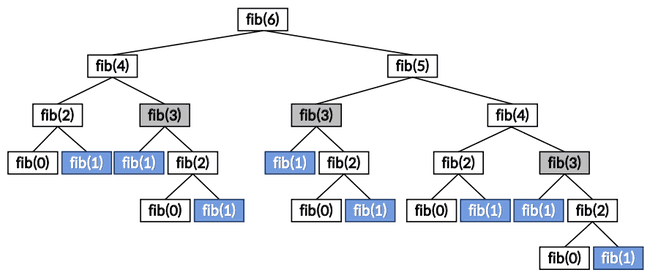 fib(6)
fib(4) fib(5)
fib(2) fib(3) fib(3) fib(4)
fib(0) fib(1) fib(1) fib(2) fib(1) fib(2) fib(2) fib(3)
fib(0) fib(1) fib(0) fib(1) fib(0) fib(1) fib(1) fib(2)
fib(0) fib(1)